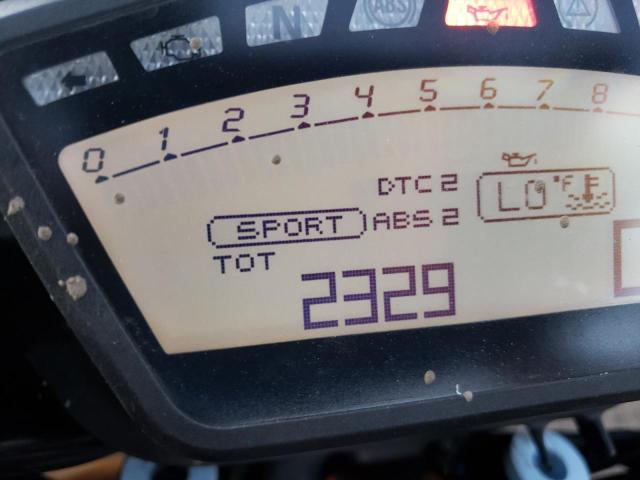 N ABS
0 1 2 3 4 5 6 7 8
DTC 2
LO °F
SPORT ABS 2
TOT
2329